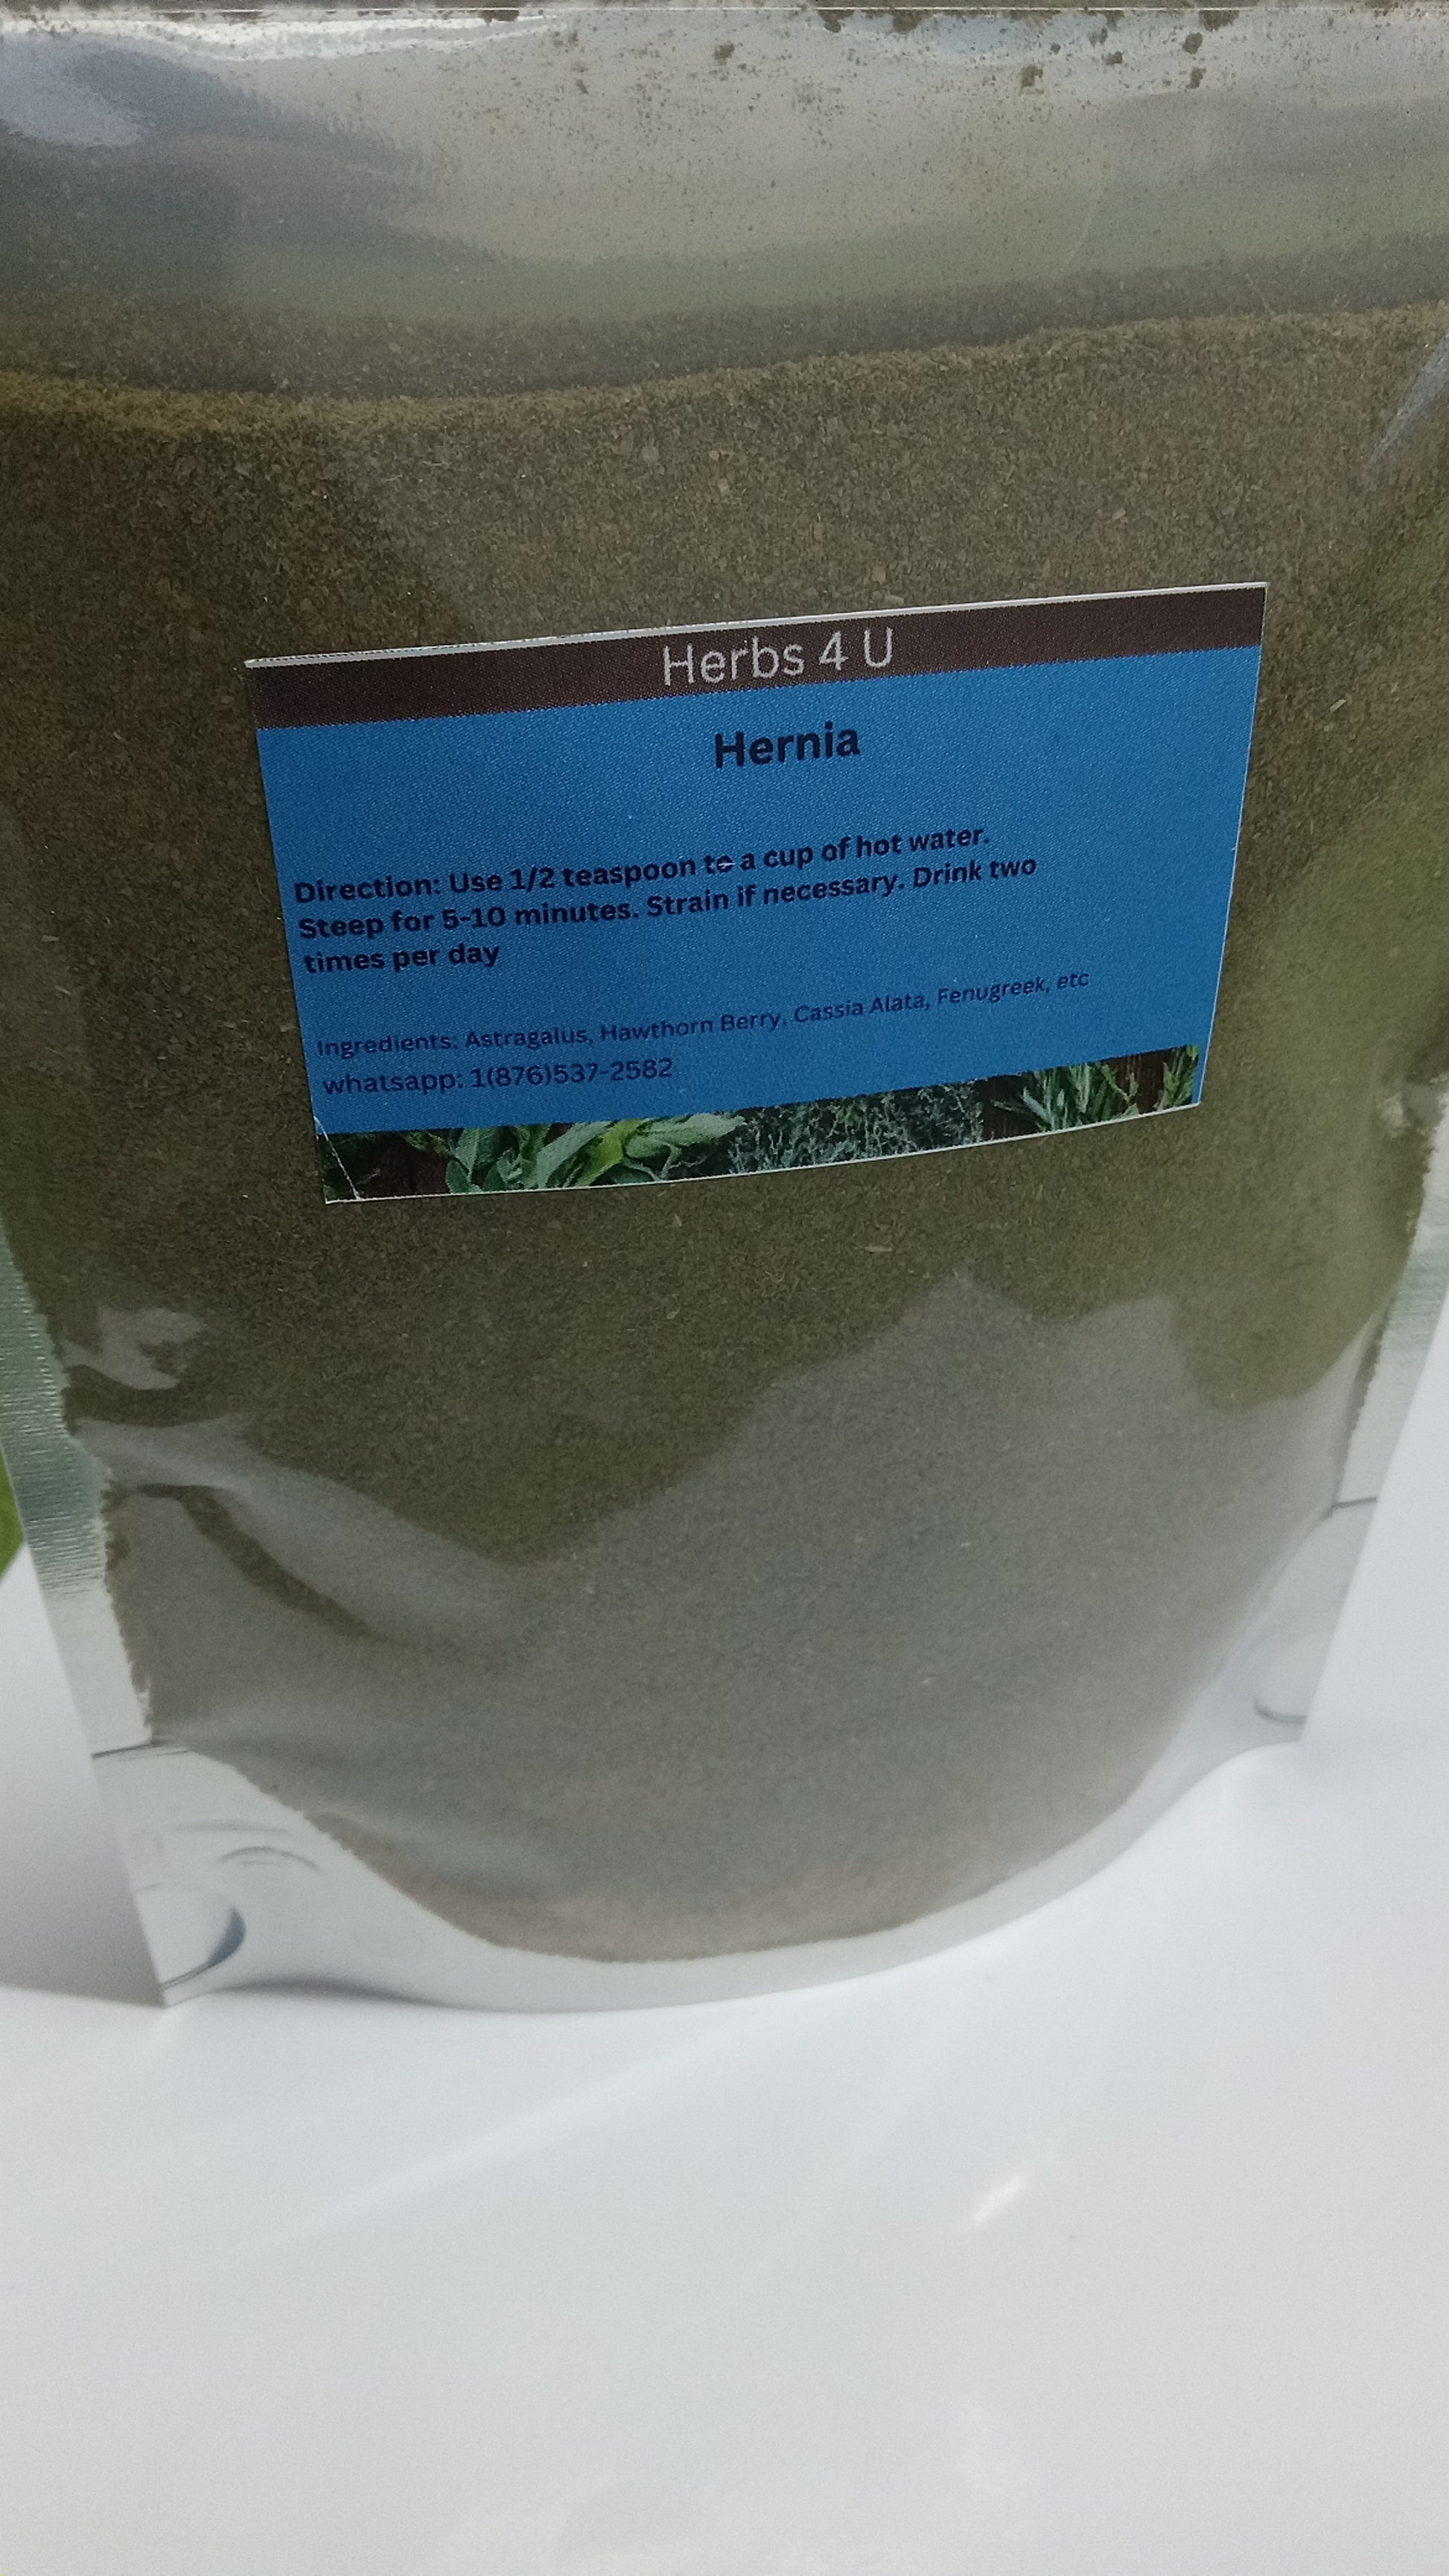 Herbs 4 U
Hernia
Direction: Use 1/2 teaspoon to a cup of hot water.
Steep for 5-10 minutes. Strain if necessary. Drink two
times per day
Ingredients: Astragalus, Hawthorn Berry, Cassia Alata, Fenugreek, etc
whatsapp: 1(876)537-2582